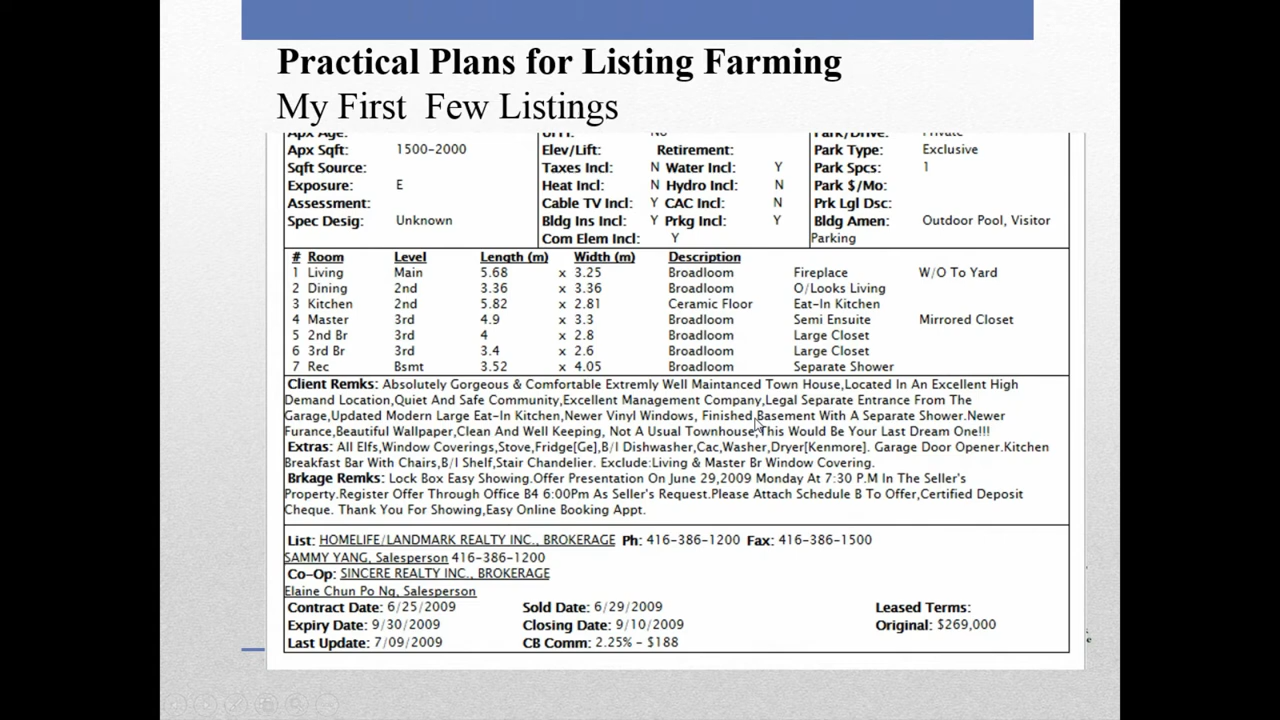 Practical Plans for Listing Farming
My First Few Listings
Apx Age: UFFI: No Park/Drive: Private
Apx Sqft: 1500-2000 Elev/Lift: Retirement: Park Type: Exclusive
Sqft Source: Taxes Incl: N Water Incl: Y Park Spcs: 1
Exposure: E Heat Incl: N Hydro Incl: N Park $/Mo:
Assessment: Cable TV Incl: Y CAC Incl: N Prk Lgl Dsc:
Spec Desig: Unknown Bldg Ins Incl: Y Prkg Incl: Y Bldg Amen: Outdoor Pool, Visitor
Com Elem Incl: Y Parking
# Room Level Length (m) Width (m) Description
1 Living Main 5.68 x 3.25 Broadloom Fireplace W/O To Yard
2 Dining 2nd 3.36 x 3.36 Broadloom O/Looks Living
3 Kitchen 2nd 5.82 x 2.81 Ceramic Floor Eat-In Kitchen
4 Master 3rd 4.9 x 3.3 Broadloom Semi Ensuite Mirrored Closet
5 2nd Br 3rd 4 x 2.8 Broadloom Large Closet
6 3rd Br 3rd 3.4 x 2.6 Broadloom Large Closet
7 Rec Bsmt 3.52 x 4.05 Broadloom Separate Shower
Client Remks: Absolutely Gorgeous & Comfortable Extremly Well Maintanced Town House,Located In An Excellent High
Demand Location,Quiet And Safe Community,Excellent Management Company,Legal Separate Entrance From The
Garage,Updated Modern Large Eat-In Kitchen,Newer Vinyl Windows, Finished Basement With A Separate Shower.Newer
Furance,Beautiful Wallpaper,Clean And Well Keeping, Not A Usual Townhouse,This Would Be Your Last Dream One!!!
Extras: All Elfs,Window Coverings,Stove,Fridge[Ge],B/I Dishwasher,Cac,Washer,Dryer[Kenmore]. Garage Door Opener.Kitchen
Breakfast Bar With Chairs,B/I Shelf,Stair Chandelier. Exclude:Living & Master Br Window Covering.
Brkage Remks: Lock Box Easy Showing.Offer Presentation On June 29,2009 Monday At 7:30 P.M In The Seller's
Property.Register Offer Through Office B4 6:00Pm As Seller's Request.Please Attach Schedule B To Offer,Certified Deposit
Cheque. Thank You For Showing,Easy Online Booking Appt.
List: HOMELIFE/LANDMARK REALTY INC., BROKERAGE Ph: 416-386-1200 Fax: 416-386-1500
SAMMY YANG, Salesperson 416-386-1200
Co-Op: SINCERE REALTY INC., BROKERAGE
Elaine Chun Po Ng, Salesperson
Contract Date: 6/25/2009 Sold Date: 6/29/2009 Leased Terms:
Expiry Date: 9/30/2009 Closing Date: 9/10/2009 Original: $269,000
Last Update: 7/09/2009 CB Comm: 2.25% - $188